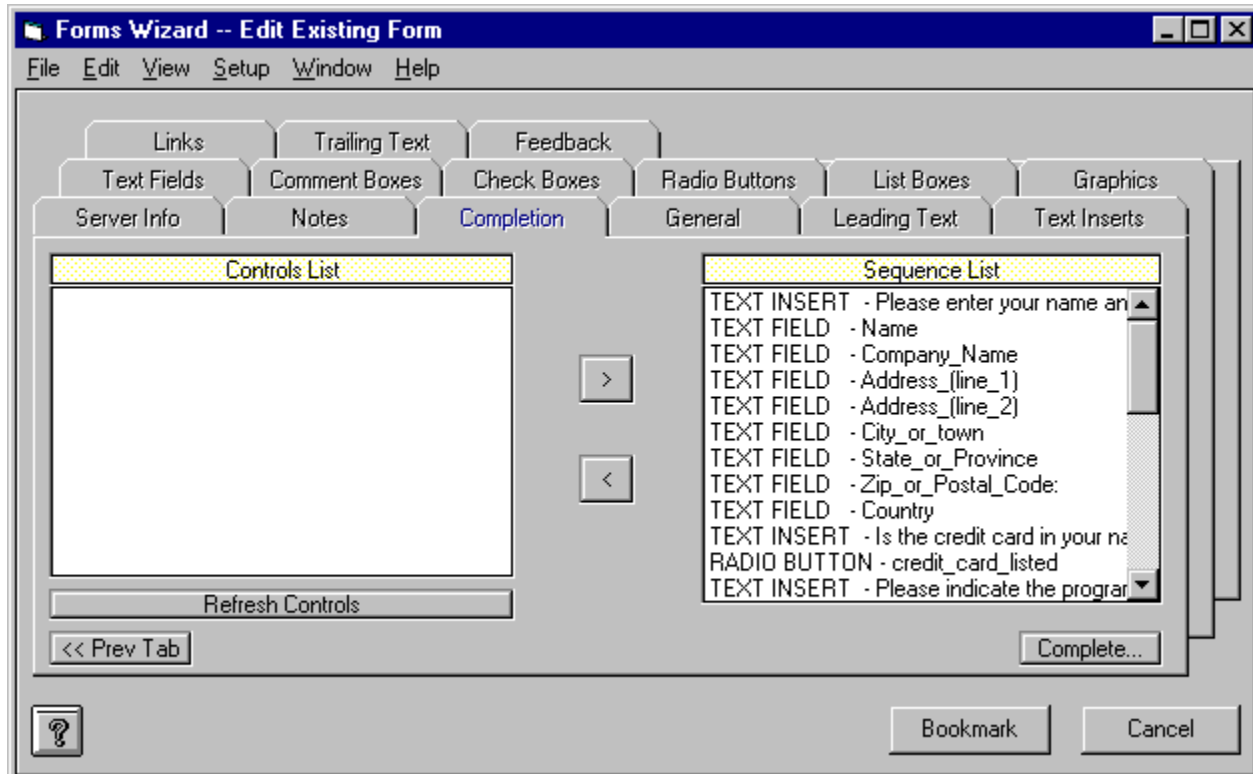 Forms Wizard -- Edit Existing Form
File Edit View Setup Window Help
Links Trailing Text Feedback
Text Fields Comment Boxes Check Boxes Radio Buttons List Boxes Graphics
Server Info Notes Completion General Leading Text Text Inserts
Controls List
Sequence List
TEXT INSERT - Please enter your name an
TEXT FIELD - Name
TEXT FIELD - Company_Name
TEXT FIELD - Address_(line_1)
TEXT FIELD - Address_(line_2)
TEXT FIELD - City_or_town
TEXT FIELD - State_or_Province
TEXT FIELD - Zip_or_Postal_Code:
TEXT FIELD - Country
TEXT INSERT - Is the credit card in your na
RADIO BUTTON - credit_card_listed
TEXT INSERT - Please indicate the program
>
<
Refresh Controls
<< Prev Tab
Complete...
?
Bookmark
Cancel